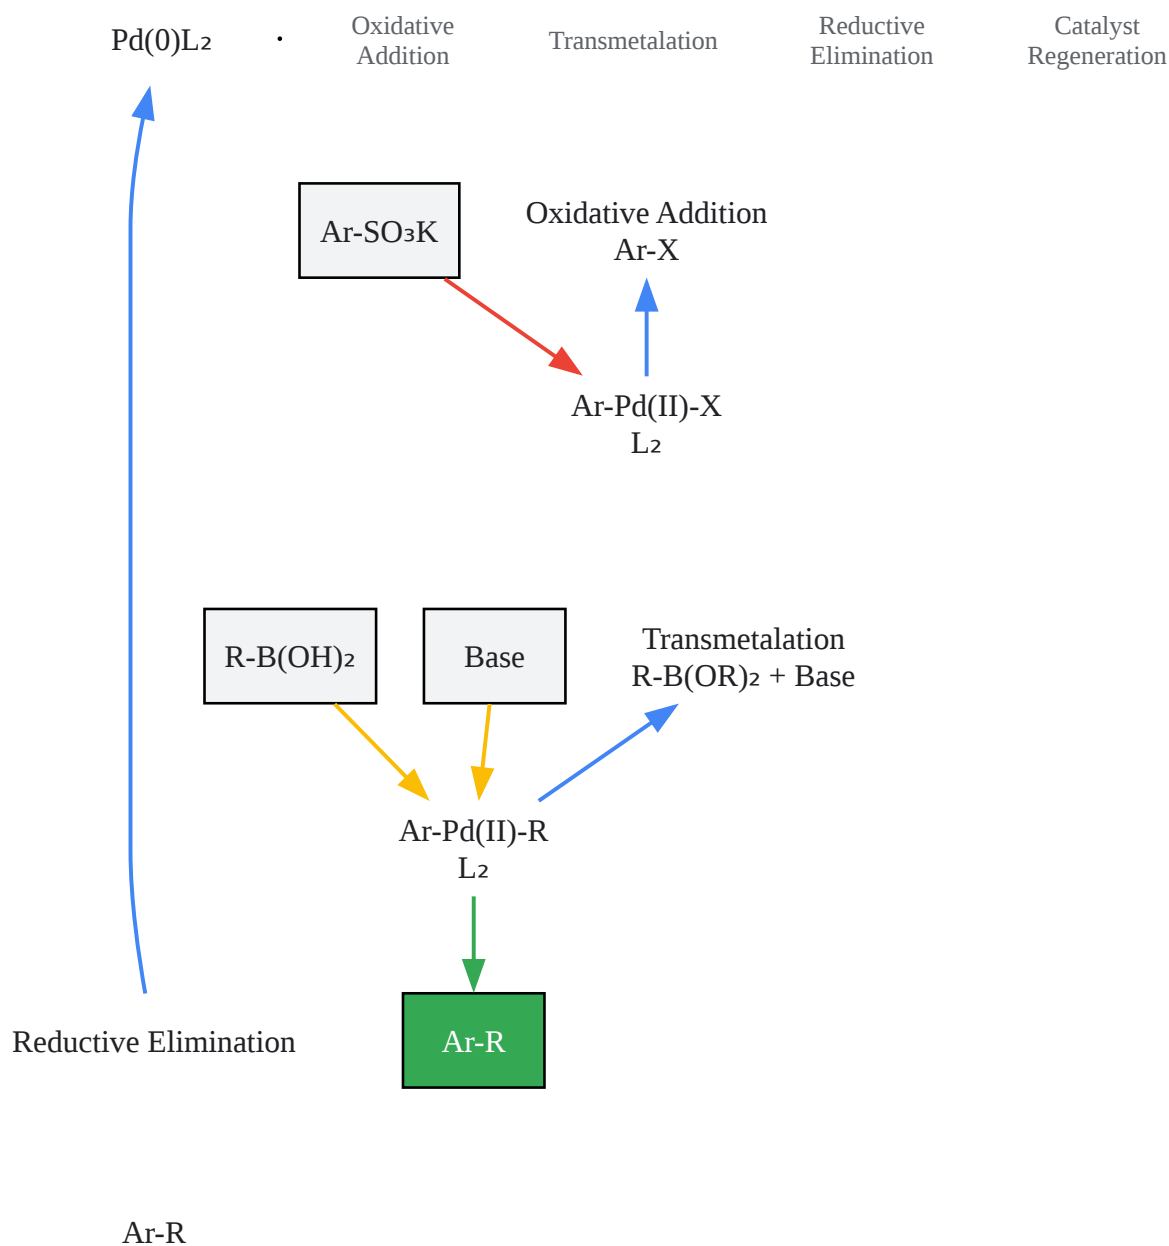 Pd(0)L₂
·
Oxidative
Addition
Transmetalation
Reductive
Elimination
Catalyst
Regeneration
Ar-SO₃K
Oxidative Addition
Ar-X
Ar-Pd(II)-X
L₂
R-B(OH)₂
Base
Transmetalation
R-B(OR)₂ + Base
Ar-Pd(II)-R
L₂
Reductive Elimination
Ar-R
Ar-R